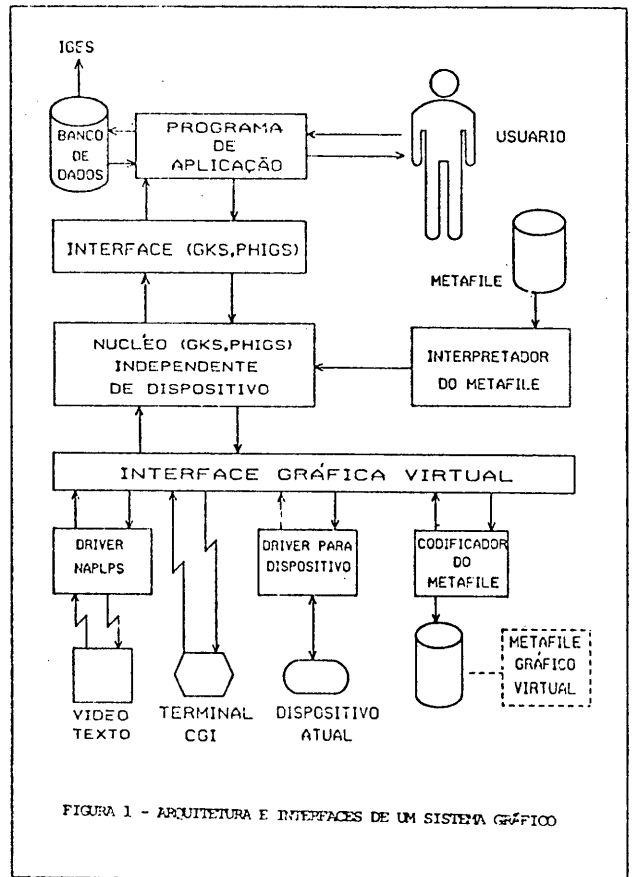 IGES
BANCO
DE
DADOS
PROGRAMA
DE
APLICAÇÃO
USUARIO
INTERFACE (GKS,PHIGS)
METAFILE
NUCLÉO (GKS,PHIGS)
INDEPENDENTE
DE DISPOSITIVO
INTERPRETADOR
DO METAFILE
INTERFACE GRÁFICA VIRTUAL
DRIVER
NAPLPS
DRIVER PARA
DISPOSITIVO
CODIFICADOR
DO
METAFILE
VIDEO
TEXTO
TERMINAL
CGI
DISPOSITIVO
ATUAL
METAFILE
GRÁFICO
VIRTUAL
FIGURA 1 - ARQUITETURA E INTERFACES DE UM SISTEMA GRÁFICO